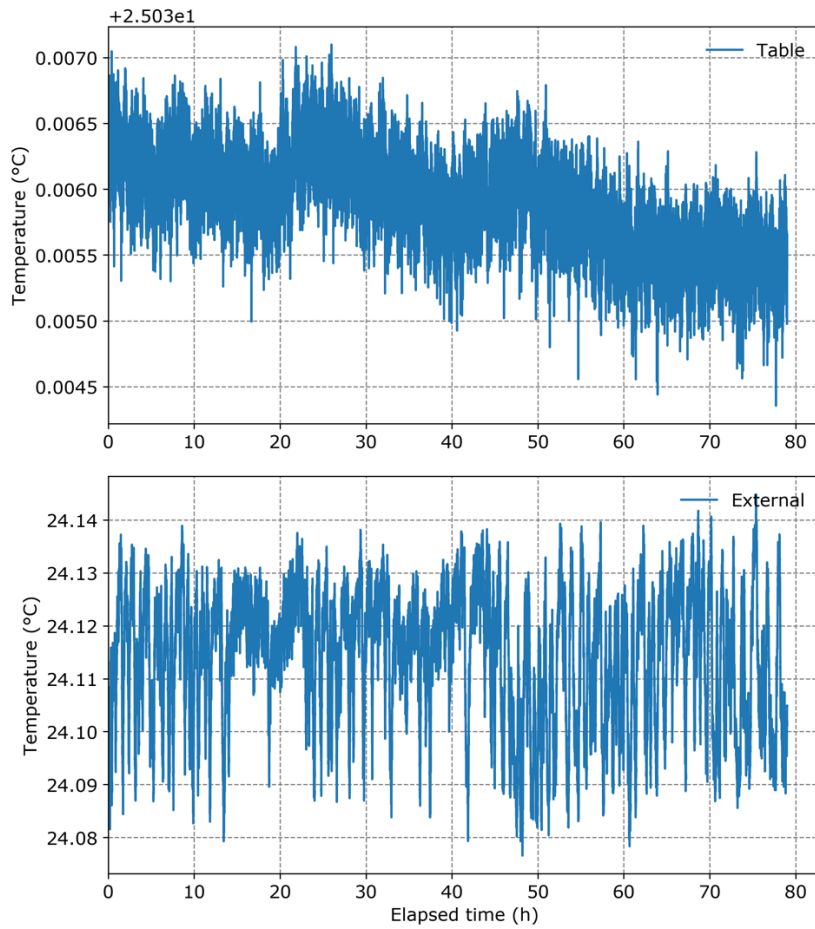 +2.503e1
0.0070
0.0065
0.0060
0.0055
0.0050
0.0045
Temperature (°C)
Table
0 10 20 30 40 50 60 70 80
24.14
24.13
24.12
24.11
24.10
24.09
24.08
Temperature (°C)
External
0 10 20 30 40 50 60 70 80
Elapsed time (h)